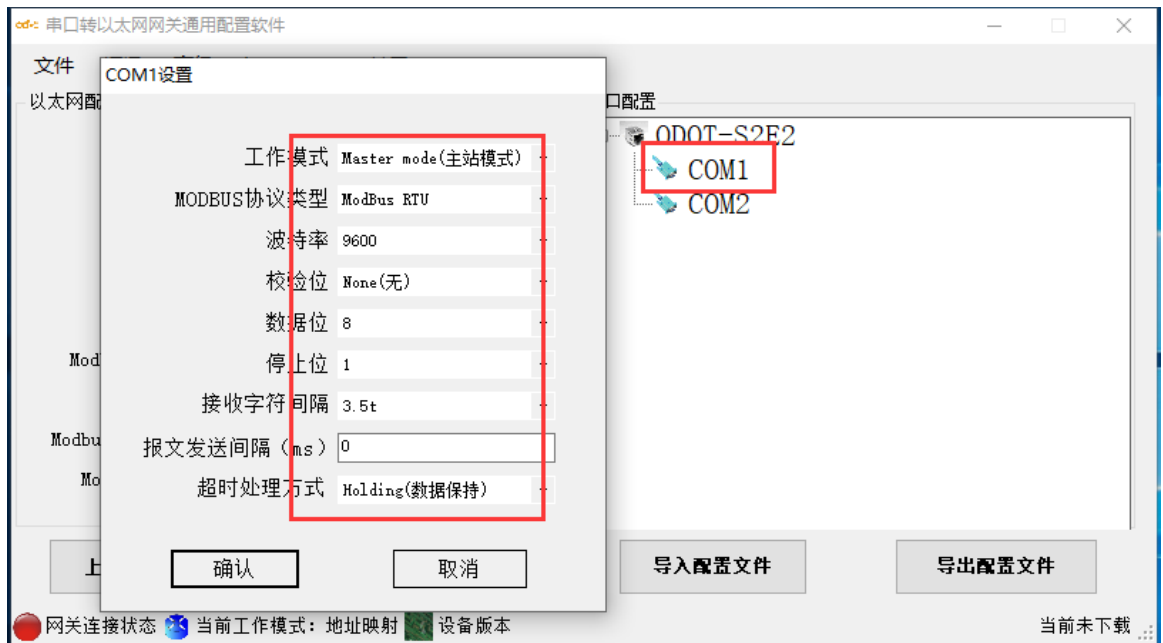 串口转以太网网关通用配置软件
文件
COM1设置
以太网配
口配置
ODOT-S2E2
COM1
COM2
工作模式 Master mode(主站模式)
MODBUS协议类型 ModBus RTU
波特率 9600
校验位 None(无)
数据位 8
停止位 1
接收字符间隔 3.5t
报文发送间隔（ms） 0
超时处理方式 Holding(数据保持)
Mod
Modbu
Mo
确认
取消
上
导入配置文件
导出配置文件
网关连接状态
当前工作模式：地址映射
设备版本
当前未下载